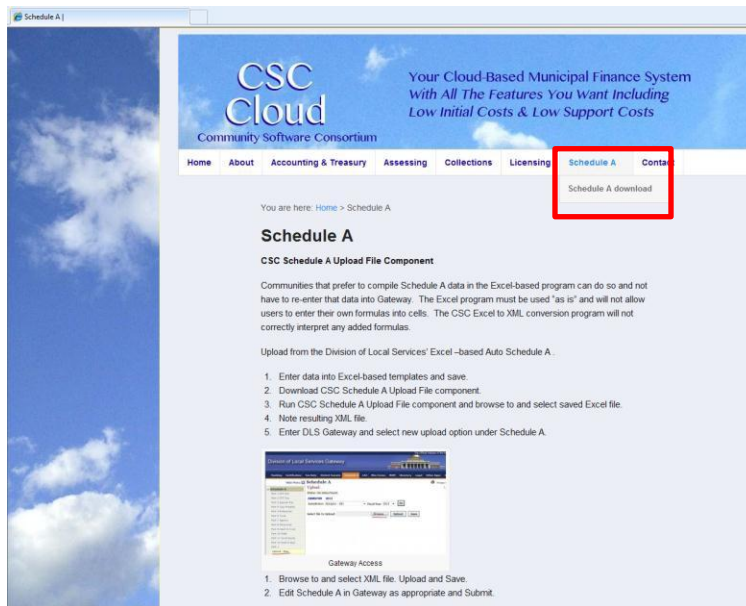 Schedule A |
CSC
Cloud
Community Software Consortium
Your Cloud-Based Municipal Finance System
With All The Features You Want Including
Low Initial Costs & Low Support Costs
Home About Accounting & Treasury Assessing Collections Licensing Schedule A Contact
Schedule A download
You are here: Home > Schedule A
Schedule A
CSC Schedule A Upload File Component
Communities that prefer to compile Schedule A data in the Excel-based program can do so and not
have to re-enter that data into Gateway. The Excel program must be used "as is" and will not allow
users to enter their own formulas into cells. The CSC Excel to XML conversion program will not
correctly interpret any added formulas.
Upload from the Division of Local Services' Excel –based Auto Schedule A .
1. Enter data into Excel-based templates and save.
2. Download CSC Schedule A Upload File component.
3. Run CSC Schedule A Upload File component and browse to and select saved Excel file.
4. Note resulting XML file.
5. Enter DLS Gateway and select new upload option under Schedule A.
Division of Local Services Gateway
Schedule A
Upload
Gateway Access
1. Browse to and select XML file. Upload and Save.
2. Edit Schedule A in Gateway as appropriate and Submit.